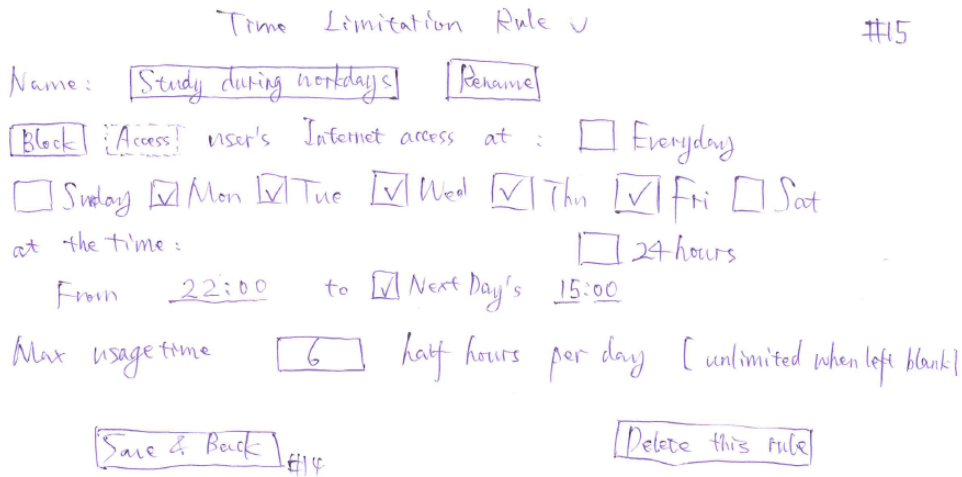 Time Limitation Rule v #15
Name: Study during workdays Rename
Block Access user's Internet access at : Everyday
Sunday Mon Tue Wed Thu Fri Sat
at the time : 24 hours
From 22:00 to Next Day's 15:00
Max usage time 6 half hours per day [ unlimited when left blank]
Save & Back #14 Delete this rule